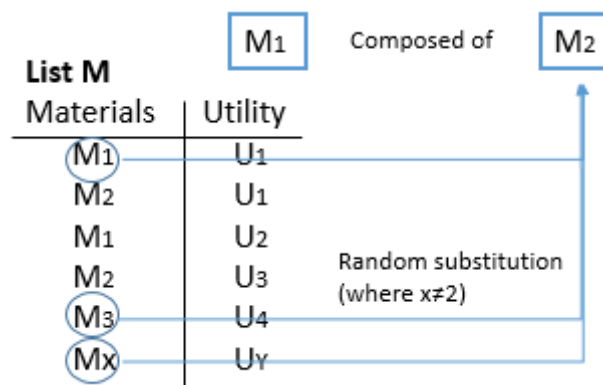 M1 Composed of M2
List M
Materials Utility
M1 U1
M2 U1
M1 U2
M2 U3
Random substitution
(where x≠2)
M3 U4
Mx UY